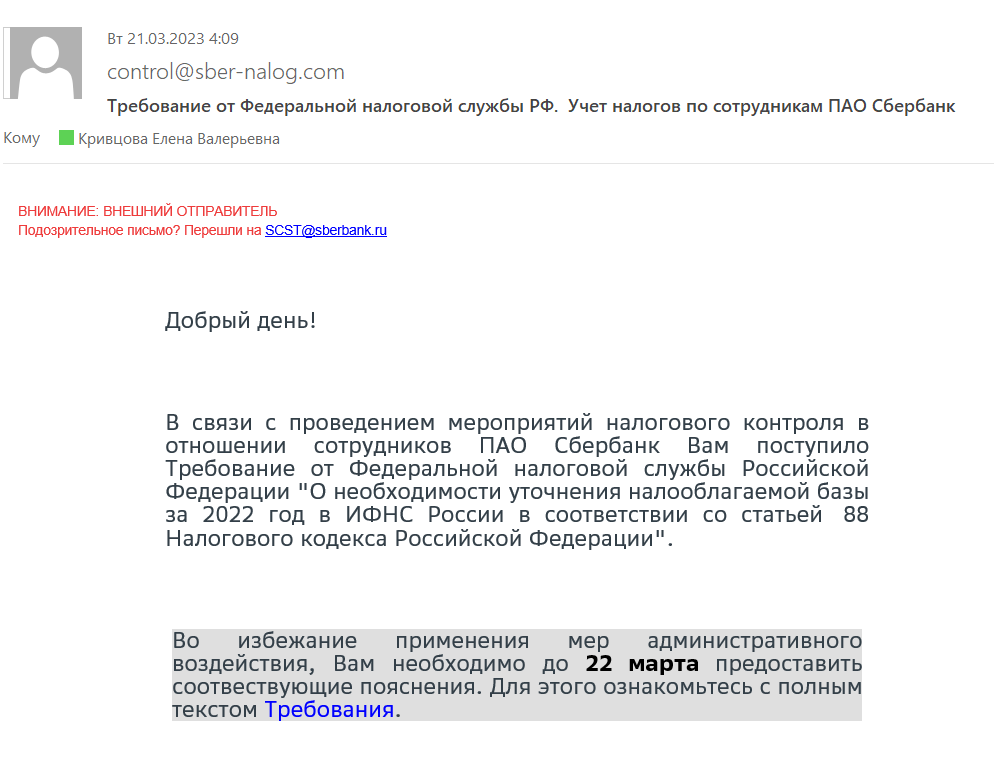 Вт 21.03.2023 4:09
control@sber-nalog.com
Требование от Федеральной налоговой службы РФ. Учет налогов по сотрудникам ПАО Сбербанк
Кому Кривцова Елена Валерьевна
ВНИМАНИЕ: ВНЕШНИЙ ОТПРАВИТЕЛЬ
Подозрительное письмо? Перешли на SCST@sberbank.ru
Добрый день!
В связи с проведением мероприятий налогового контроля в
отношении сотрудников ПАО Сбербанк Вам поступило
Требование от Федеральной налоговой службы Российской
Федерации "О необходимости уточнения налооблагаемой базы
за 2022 год в ИФНС России в соответствии со статьей 88
Налогового кодекса Российской Федерации".
Во избежание применения мер административного
воздействия, Вам необходимо до 22 марта предоставить
соотвествующие пояснения. Для этого ознакомьтесь с полным
текстом Требования.